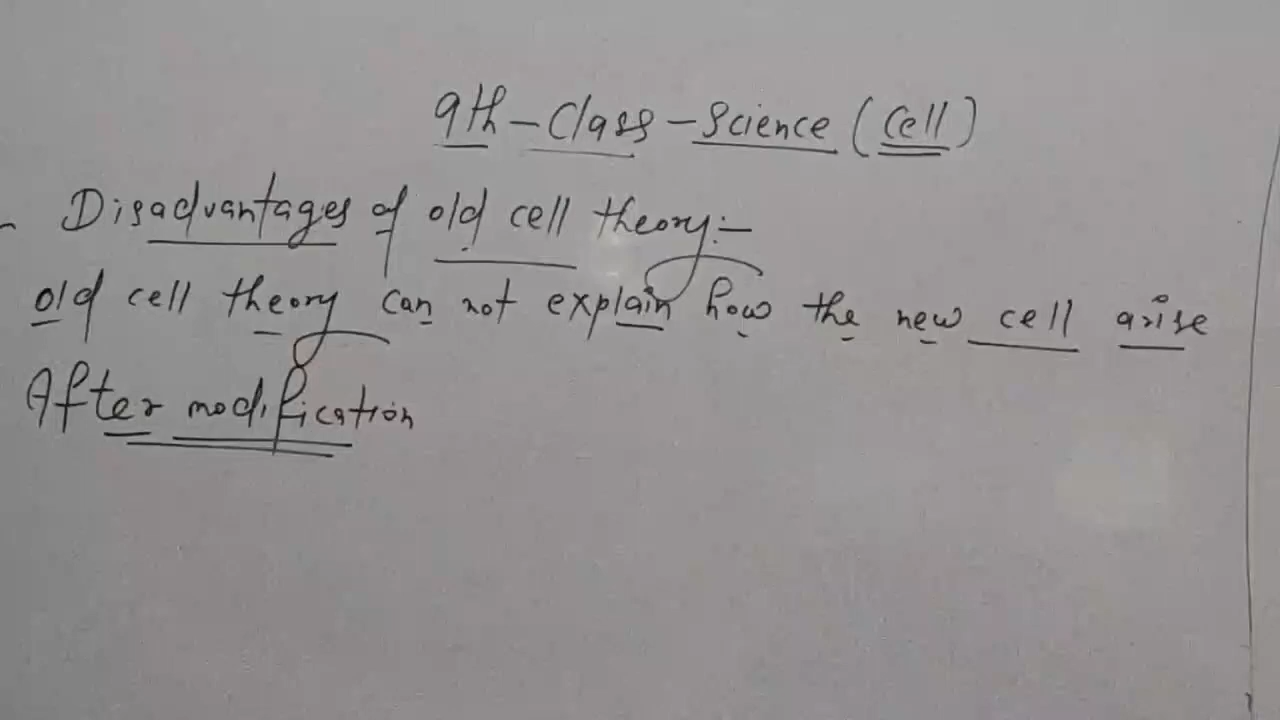 9th - Class - Science (Cell)
- Disadvantages of old cell theory:-
old cell theory can not explain how the new cell arise
After modification